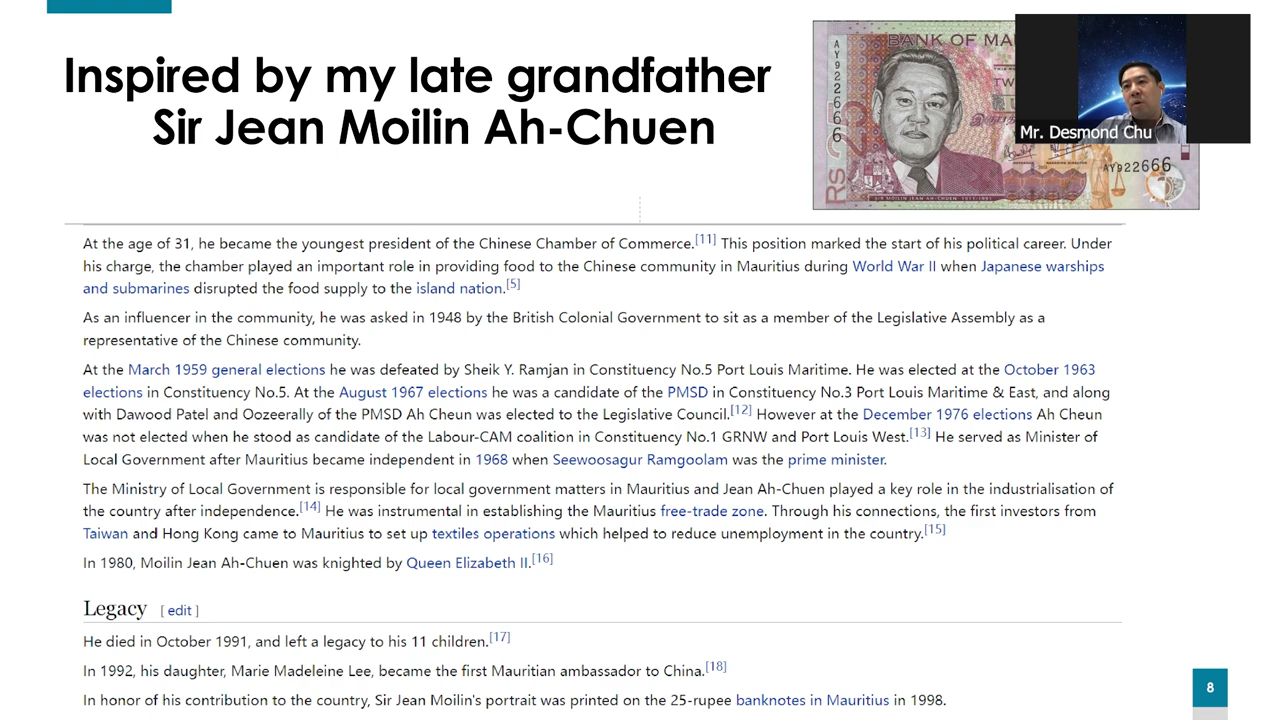 Inspired by my late grandfather
Sir Jean Moilin Ah-Chuen
BANK OF
AY922666
Rs 25
AY922666
SIR MOILIN JEAN AH-CHUEN
Mr. Desmond Chu
At the age of 31, he became the youngest president of the Chinese Chamber of Commerce.[11] This position marked the start of his political career. Under
his charge, the chamber played an important role in providing food to the Chinese community in Mauritius during World War II when Japanese warships
and submarines disrupted the food supply to the island nation.[5]
As an influencer in the community, he was asked in 1948 by the British Colonial Government to sit as a member of the Legislative Assembly as a
representative of the Chinese community.
At the March 1959 general elections he was defeated by Sheik Y. Ramjan in Constituency No.5 Port Louis Maritime. He was elected at the October 1963
elections in Constituency No.5. At the August 1967 elections he was a candidate of the PMSD in Constituency No.3 Port Louis Maritime & East, and along
with Dawood Patel and Oozeerally of the PMSD Ah Cheun was elected to the Legislative Council.[12] However at the December 1976 elections Ah Cheun
was not elected when he stood as candidate of the Labour-CAM coalition in Constituency No.1 GRNW and Port Louis West.[13] He served as Minister of
Local Government after Mauritius became independent in 1968 when Seewoosagur Ramgoolam was the prime minister.
The Ministry of Local Government is responsible for local government matters in Mauritius and Jean Ah-Chuen played a key role in the industrialisation of
the country after independence.[14] He was instrumental in establishing the Mauritius free-trade zone. Through his connections, the first investors from
Taiwan and Hong Kong came to Mauritius to set up textiles operations which helped to reduce unemployment in the country.[15]
In 1980, Moilin Jean Ah-Chuen was knighted by Queen Elizabeth II.[16]
Legacy [ edit ]
He died in October 1991, and left a legacy to his 11 children.[17]
In 1992, his daughter, Marie Madeleine Lee, became the first Mauritian ambassador to China.[18]
In honor of his contribution to the country, Sir Jean Moilin's portrait was printed on the 25-rupee banknotes in Mauritius in 1998.
8